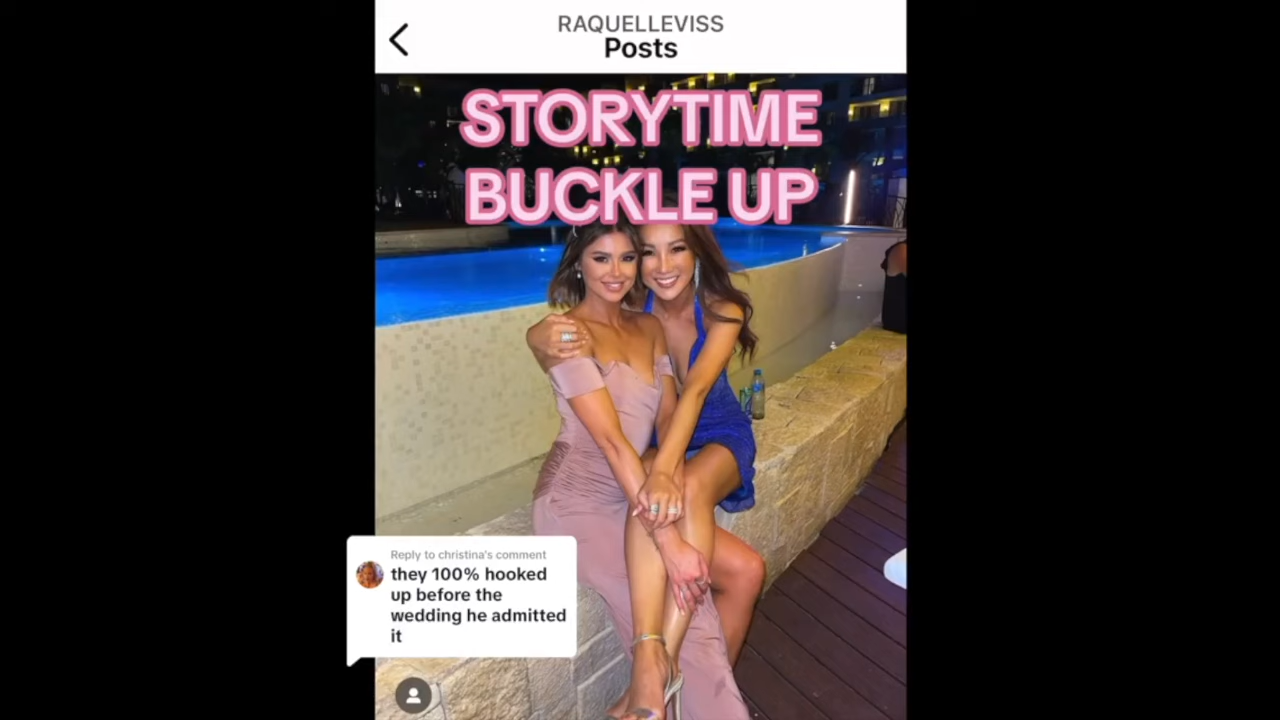 RAQUELLEVISS
Posts
STORYTIME
BUCKLE UP
Reply to christina's comment
they 100% hooked
up before the
wedding he admitted
it